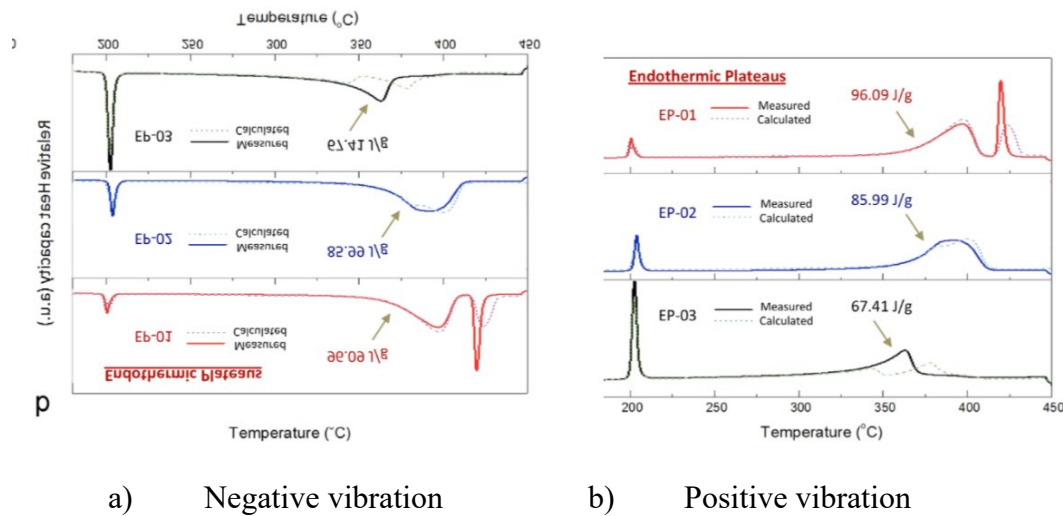 Temperature (°C)
0 200 250 300 350 400 450
Relative Heat Capacity (a.u.)
Calculated
EP-03 Measured
67.41 J/g
Calculated
EP-02 Measured
85.99 J/g
Calculated
EP-01 Measured
96.09 J/g
Endothermic Plateaus
Temperature (˜C)
Endothermic Plateaus
96.09 J/g
EP-01 Measured
Calculated
85.99 J/g
EP-02 Measured
Calculated
67.41 J/g
EP-03 Measured
Calculated
200 250 300 350 400 450
Temperature (°C)
a) Negative vibration
b) Positive vibration